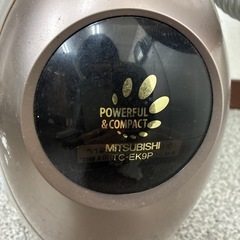 POWERFUL
& COMPACT
MITSUBISHI
TC-EK9P